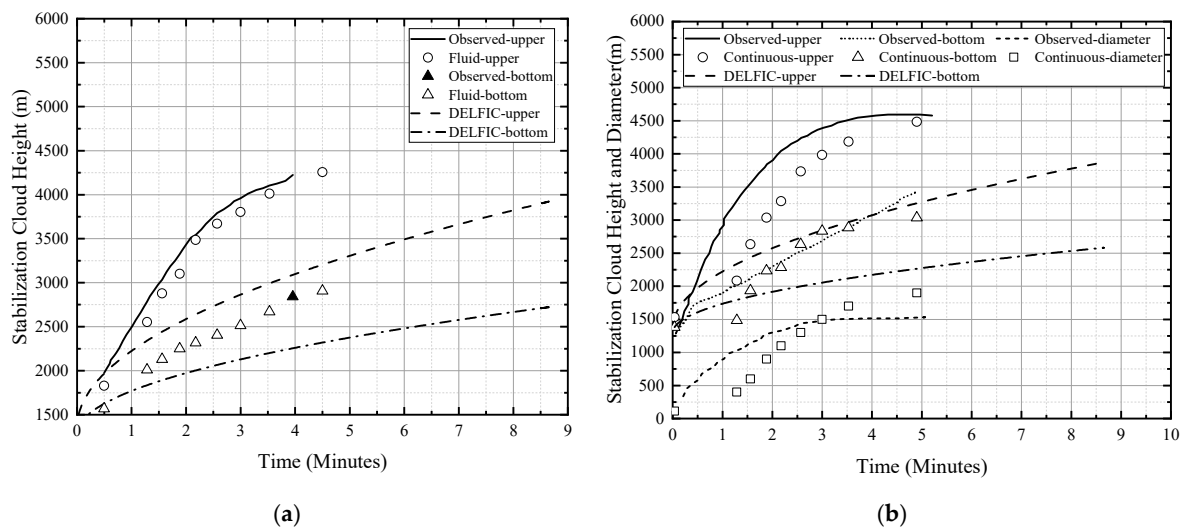 6000
5500
5000
4500
4000
3500
3000
2500
2000
1500
Stabilization Cloud Height (m)
Observed-upper
Fluid-upper
Observed-bottom
Fluid-bottom
DELFIC-upper
DELFIC-bottom
0 1 2 3 4 5 6 7 8 9
Time (Minutes)
(a)
6000
5500
5000
4500
4000
3500
3000
2500
2000
1500
1000
500
0
Stabilization Cloud Height and Diameter(m)
Observed-upper Observed-bottom Observed-diameter
Continuous-upper Continuous-bottom Continuous-diameter
DELFIC-upper DELFIC-bottom
0 1 2 3 4 5 6 7 8 9 10
Time (Minutes)
(b)